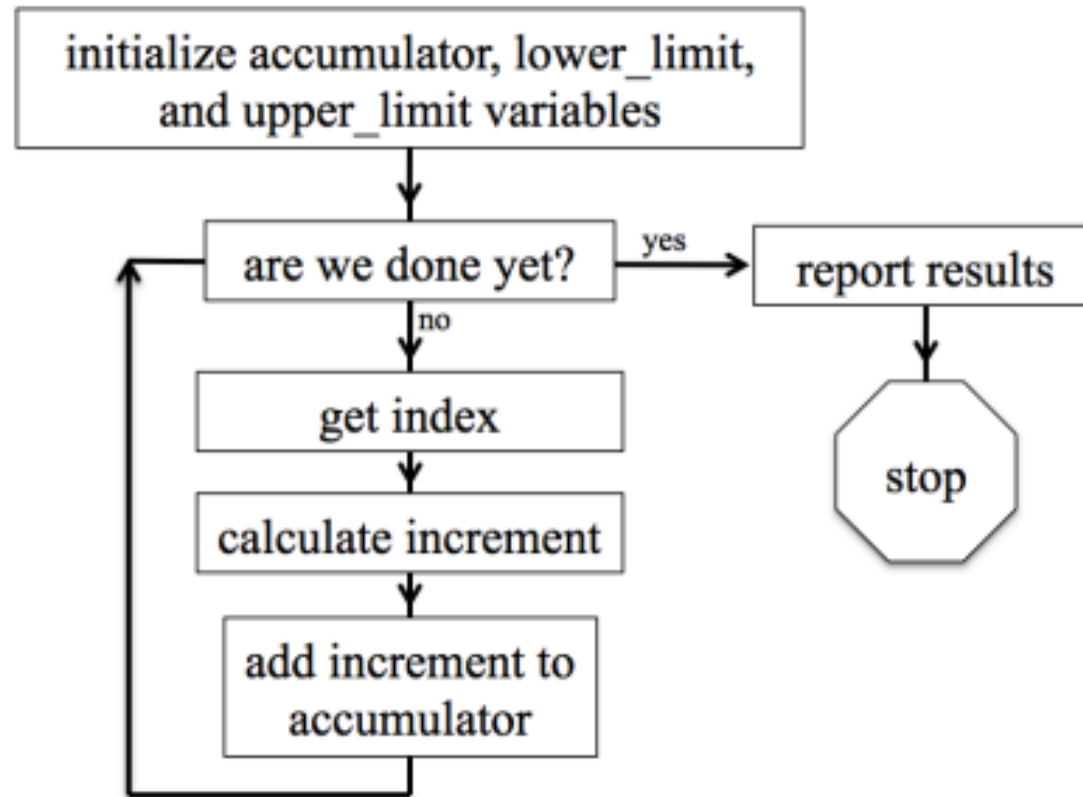 initialize accumulator, lower_limit,
and upper_limit variables
are we done yet?
yes
report results
no
get index
stop
calculate increment
add increment to
accumulator